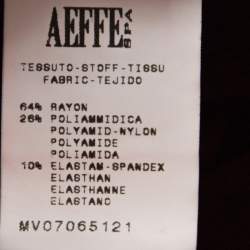 AEFFE SPA
TESSUTO-STOFF-TISSU
FABRIC-TEJIDO
64% RAYON
26% POLIAMMIDICA
POLYAMID-NYLON
POLYAMIDE
POLIAMIDA
10% ELASTAM-SPANDEX
ELASTHAN
ELASTHANNE
ELASTANO
MV07065121